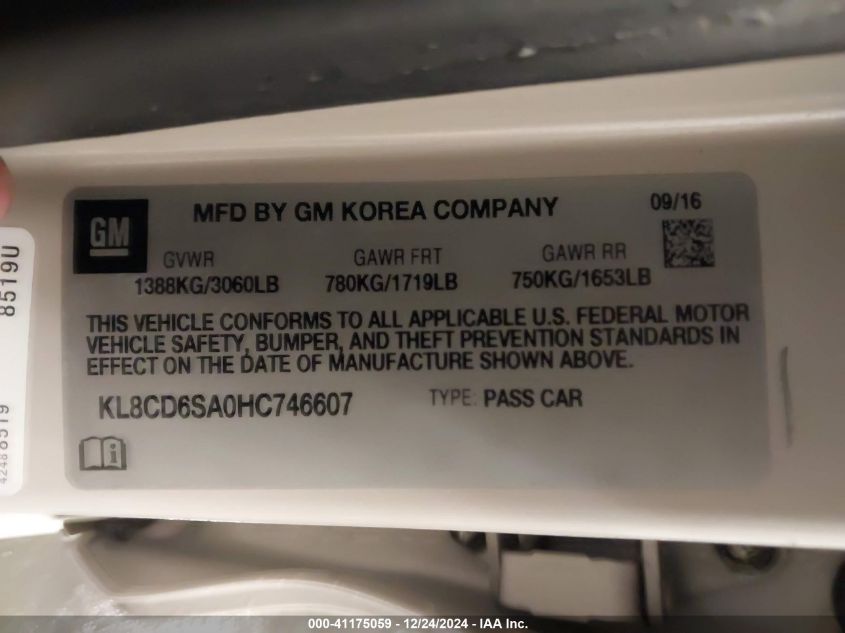 GM
MFD BY GM KOREA COMPANY
09/16
GVWR
GAWR FRT
GAWR RR
1388KG/3060LB
780KG/1719LB
750KG/1653LB
THIS VEHICLE CONFORMS TO ALL APPLICABLE U.S. FEDERAL MOTOR
VEHICLE SAFETY, BUMPER, AND THEFT PREVENTION STANDARDS IN
EFFECT ON THE DATE OF MANUFACTURE SHOWN ABOVE.
KL8CD6SA0HC746607
TYPE: PASS CAR
i
8519U
000-41175059 - 12/24/2024 - IAA Inc.